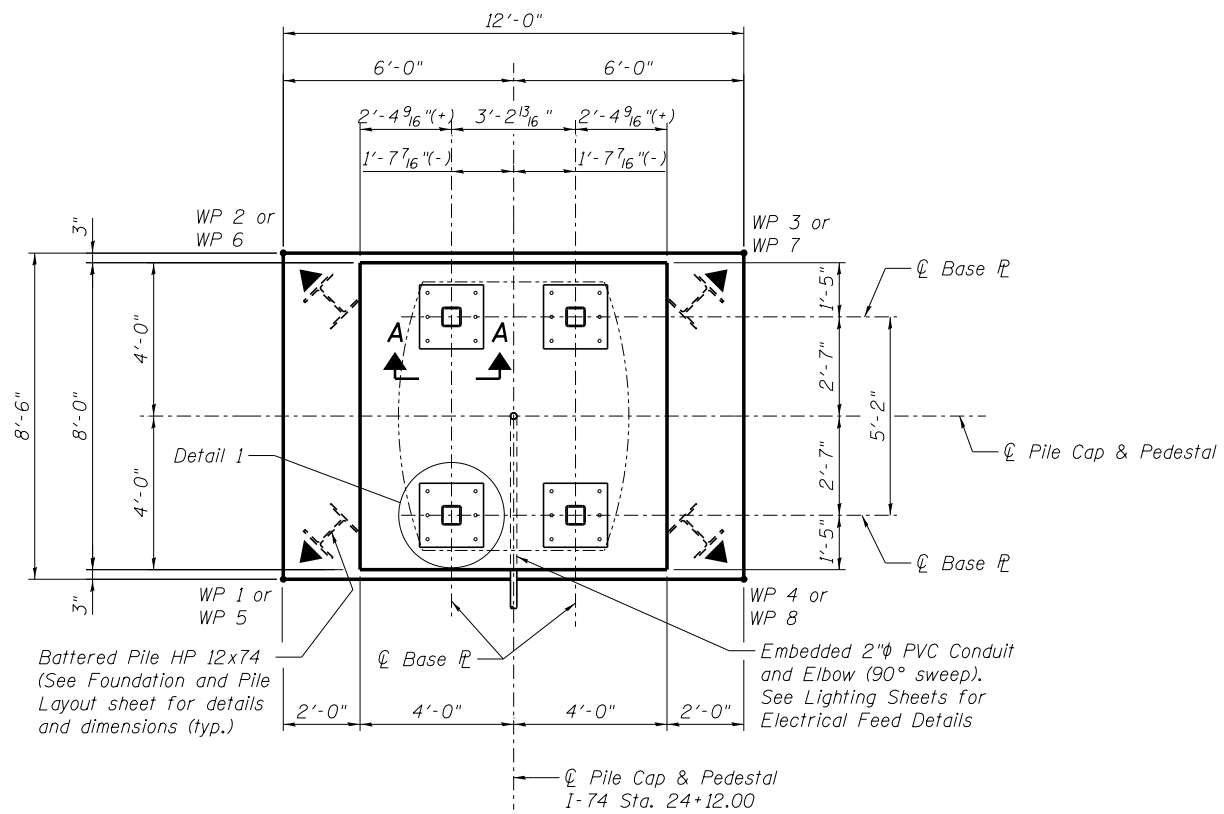 12'-0"
6'-0" 6'-0"
2'-4 9/16"(+) 3'-2 13/16" 2'-4 9/16"(+)
1'-7 7/16"(-) 1'-7 7/16"(-)
WP 2 or
WP 6
WP 3 or
WP 7
3"
8'-6"
8'-0"
4'-0"
4'-0"
3"
A A
1'-5"
2'-7"
5'-2"
2'-7"
1'-5"
℄ Base ⅊
℄ Pile Cap & Pedestal
℄ Base ⅊
Detail 1
WP 1 or
WP 5
WP 4 or
WP 8
Battered Pile HP 12x74
(See Foundation and Pile
Layout sheet for details
and dimensions (typ.)
℄ Base ⅊
Embedded 2"ϕ PVC Conduit
and Elbow (90° sweep).
See Lighting Sheets for
Electrical Feed Details
2'-0" 4'-0" 4'-0" 2'-0"
℄ Pile Cap & Pedestal
I-74 Sta. 24+12.00